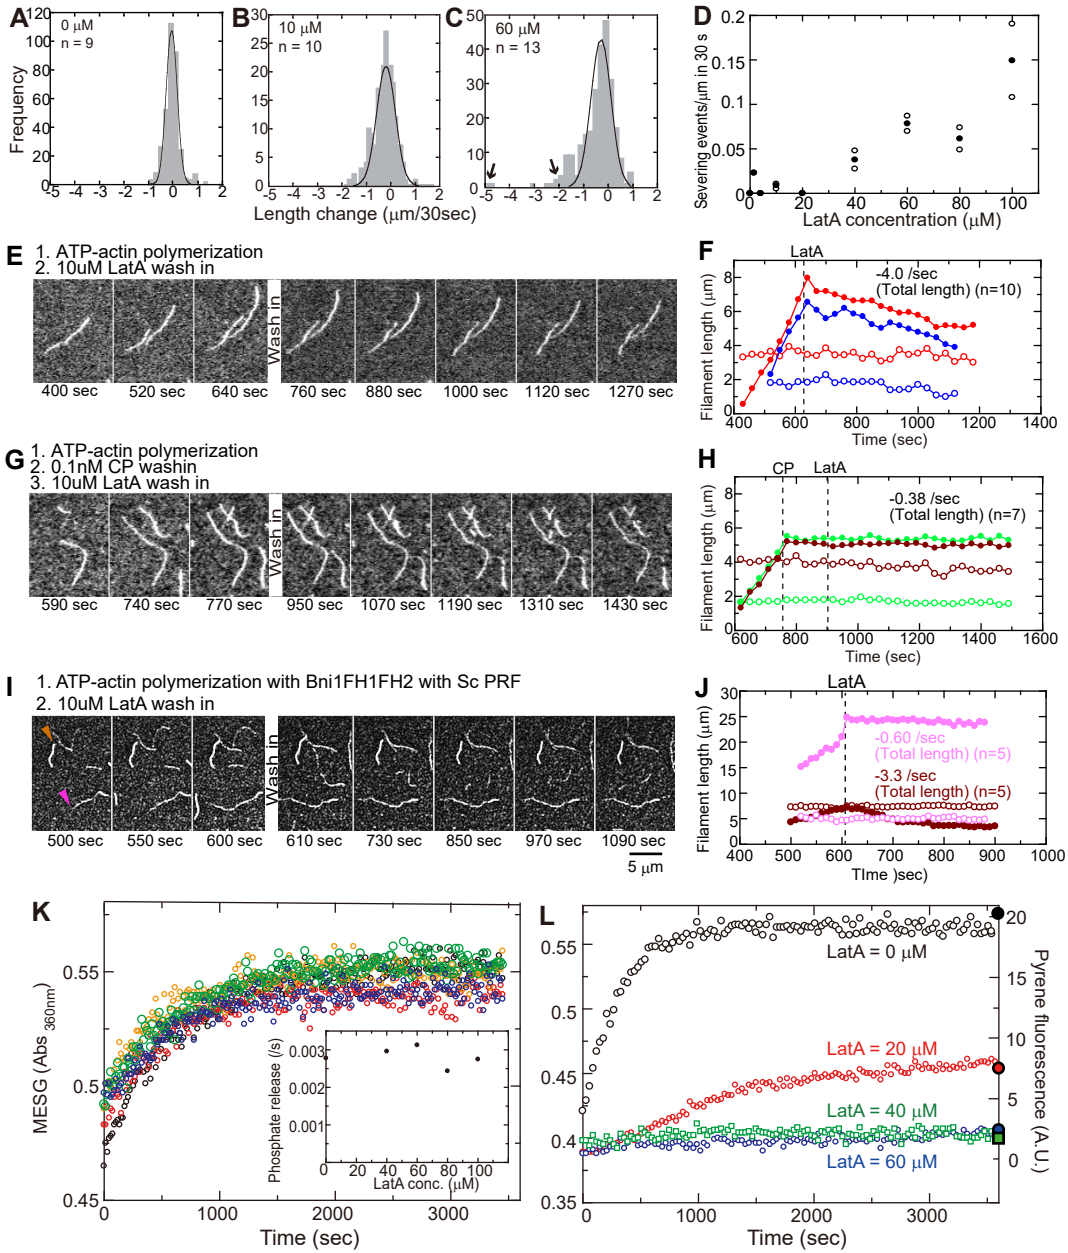 A
0 μM
n = 9
120
100
80
60
40
20
0
-5 -4 -3 -2 -1 0 1 2
Frequency
B
10 μM
n = 10
30
25
20
15
10
5
0
-5 -4 -3 -2 -1 0 1 2
Length change (μm/30sec)
C
60 μM
n = 13
50
40
30
20
10
0
-5 -4 -3 -2 -1 0 1 2
D
Severing events/μm in 30 s
0.2
0.15
0.1
0.05
0
0 20 40 60 80 100
LatA concentration (μM)
E
1. ATP-actin polymerization
2. 10uM LatA wash in
Wash in
400 sec 520 sec 640 sec 760 sec 880 sec 1000 sec 1120 sec 1270 sec
F
LatA
-4.0 /sec
(Total length) (n=10)
Filament length (μm)
8
6
4
2
0
400 600 800 1000 1200 1400
Time (sec)
G
1. ATP-actin polymerization
2. 0.1nM CP washin
3. 10uM LatA wash in
Wash in
590 sec 740 sec 770 sec 950 sec 1070 sec 1190 sec 1310 sec 1430 sec
H
CP LatA
-0.38 /sec
(Total length) (n=7)
Filament length (μm)
8
6
4
2
0
600 800 1000 1200 1400 1600
Time (sec)
I
1. ATP-actin polymerization with Bni1FH1FH2 with Sc PRF
2. 10uM LatA wash in
Wash in
500 sec 550 sec 600 sec 610 sec 730 sec 850 sec 970 sec 1090 sec
5 μm
J
LatA
-0.60 /sec
(Total length) (n=5)
-3.3 /sec
(Total length) (n=5)
Filament length (μm)
30
25
20
15
10
5
0
400 500 600 700 800 900 1000
TIme )sec)
K
MESG (Abs 360nm)
0.55
0.5
0.45
0 1000 2000 3000
Time (sec)
Phosphate release (/s)
0.003
0.002
0.001
0
0 20 40 60 80 100
LatA conc. (μM)
L
0.55
0.5
0.45
0.4
0.35
0 1000 2000 3000
Time (sec)
LatA = 0 μM
LatA = 20 μM
LatA = 40 μM
LatA = 60 μM
20
15
10
5
0
Pyrene fluorescence (A.U.)